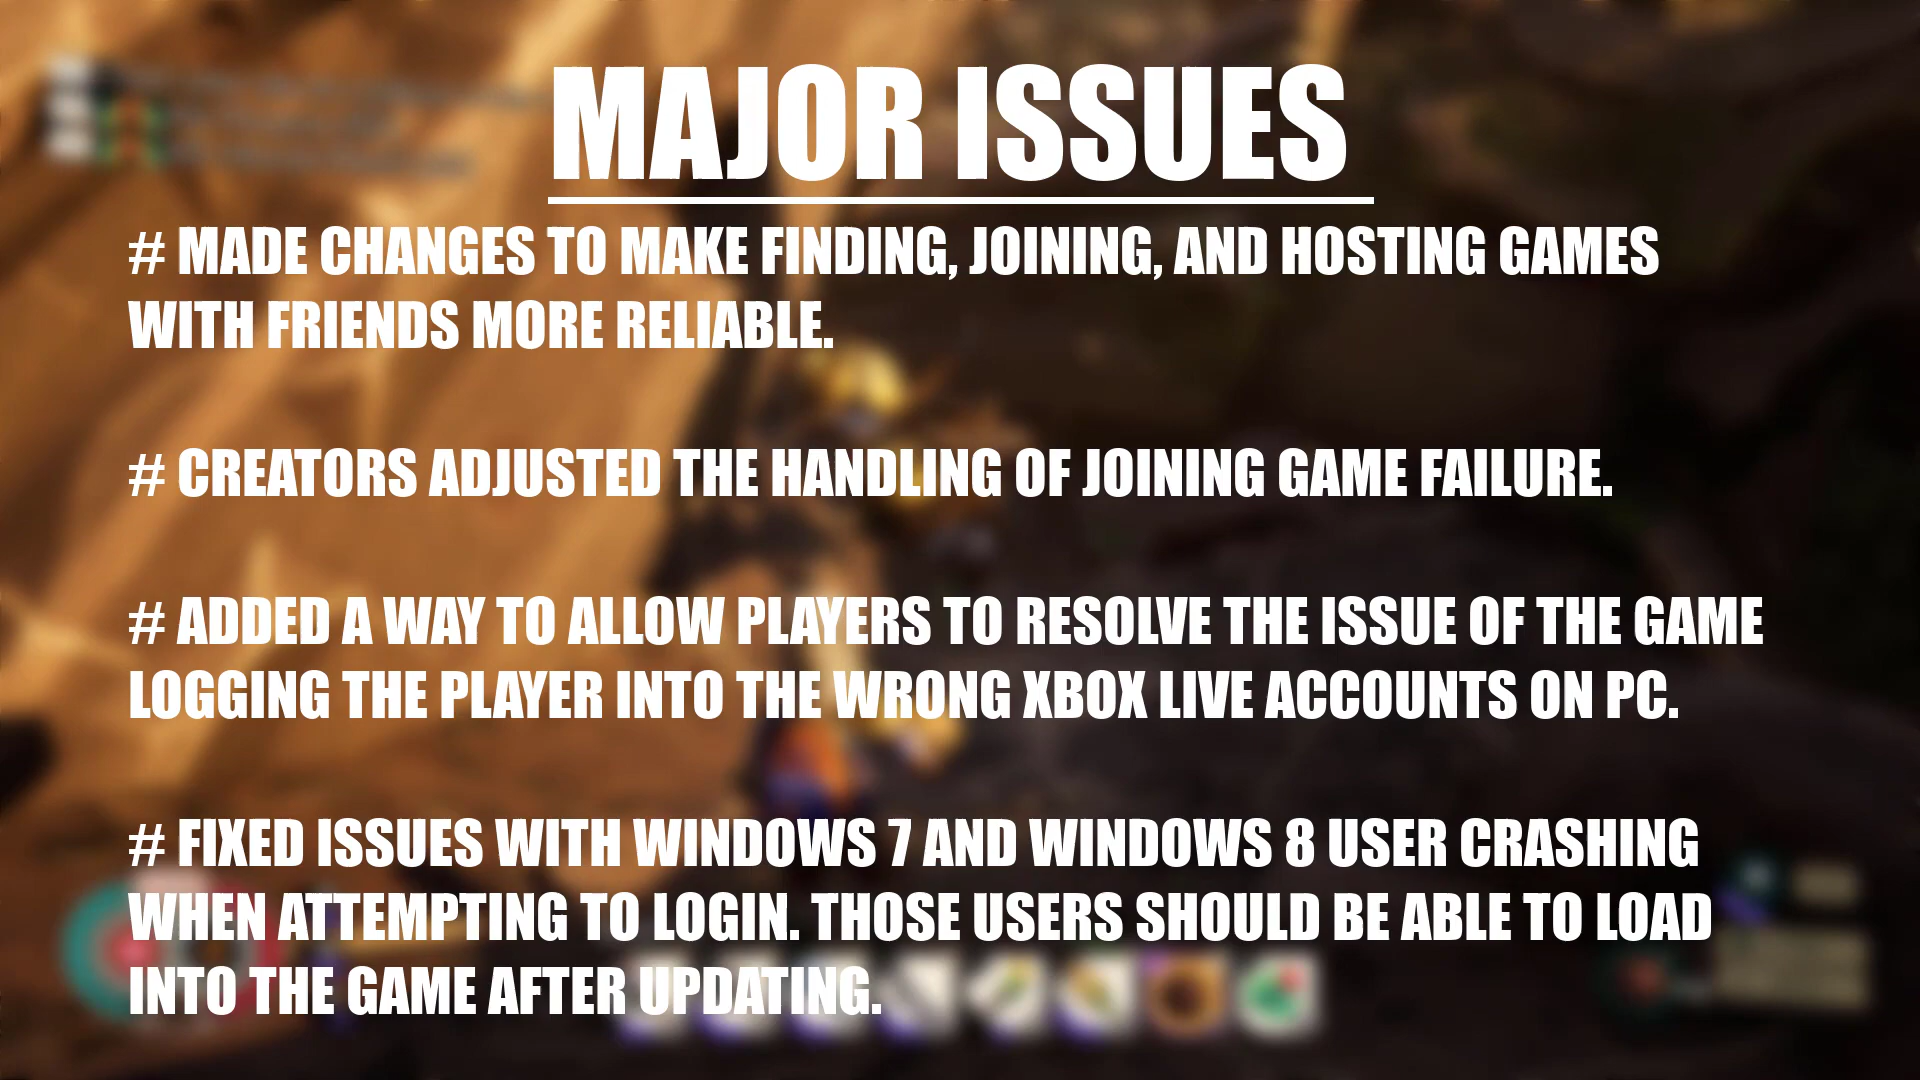 MAJOR ISSUES
# MADE CHANGES TO MAKE FINDING, JOINING, AND HOSTING GAMES
WITH FRIENDS MORE RELIABLE.
# CREATORS ADJUSTED THE HANDLING OF JOINING GAME FAILURE.
# ADDED A WAY TO ALLOW PLAYERS TO RESOLVE THE ISSUE OF THE GAME
LOGGING THE PLAYER INTO THE WRONG XBOX LIVE ACCOUNTS ON PC.
# FIXED ISSUES WITH WINDOWS 7 AND WINDOWS 8 USER CRASHING
WHEN ATTEMPTING TO LOGIN. THOSE USERS SHOULD BE ABLE TO LOAD
INTO THE GAME AFTER UPDATING.